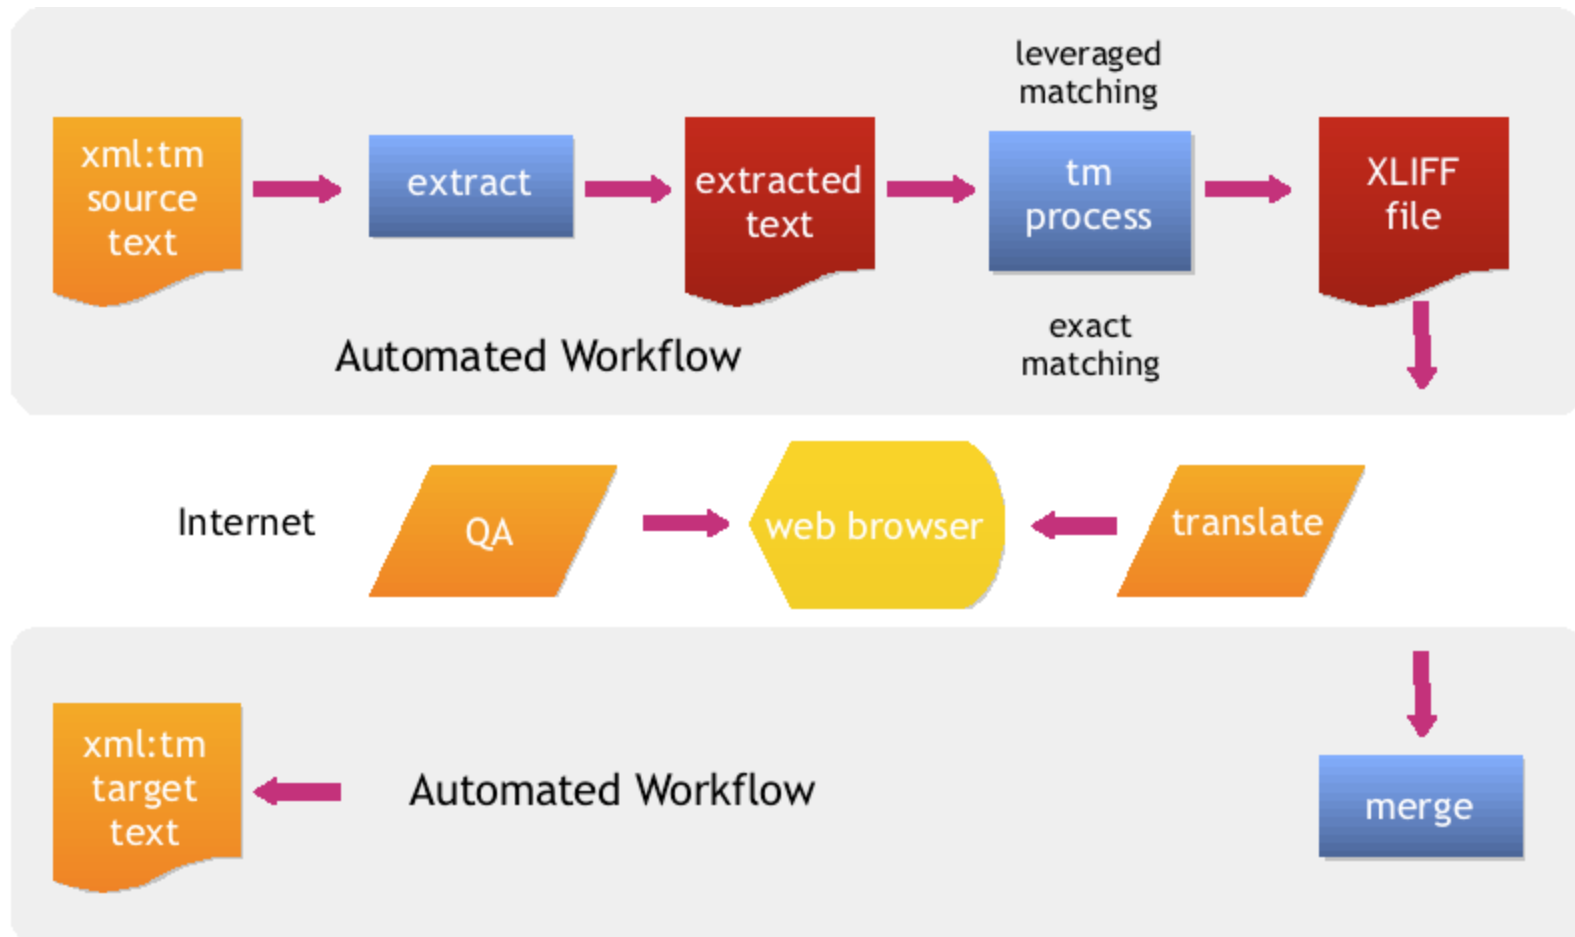 leveraged
matching
xml:tm
source
text
extract
extracted
text
tm
process
XLIFF
file
exact
matching
Automated Workflow
Internet
QA
web browser
translate
xml:tm
target
text
Automated Workflow
merge